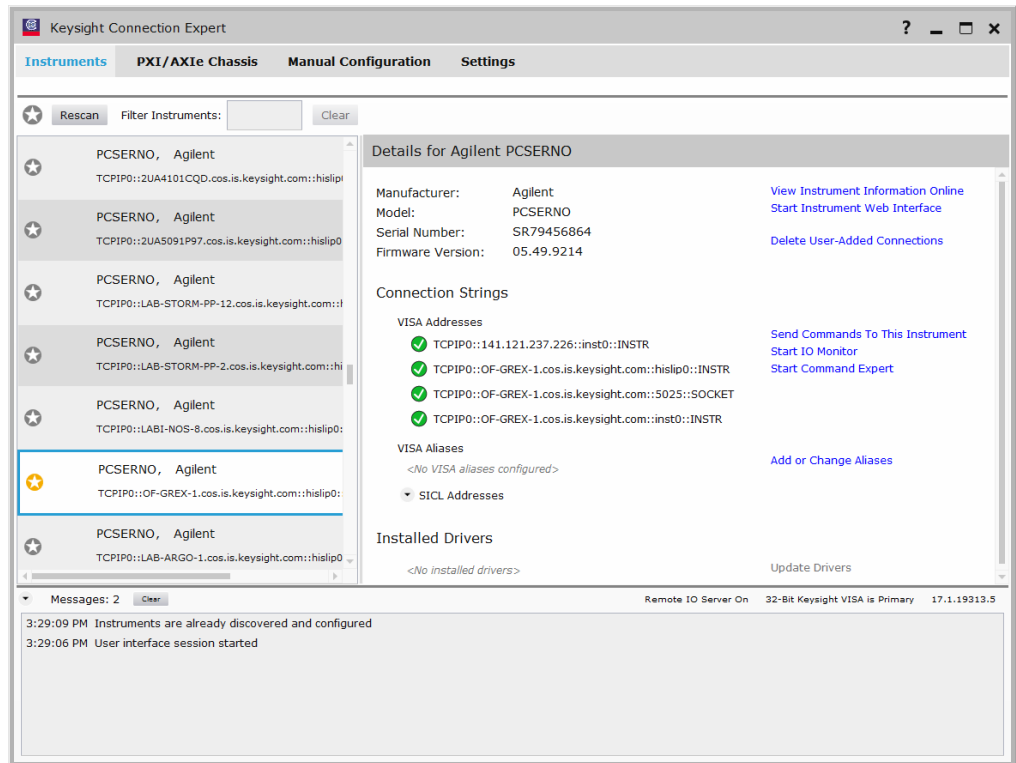 Keysight Connection Expert
?
Instruments PXI/AXIe Chassis Manual Configuration Settings
Rescan Filter Instruments: Clear
PCSERNO, Agilent
TCPIP0::2UA4101CQD.cos.is.keysight.com::hislip
PCSERNO, Agilent
TCPIP0::2UA5091P97.cos.is.keysight.com::hislip0
PCSERNO, Agilent
TCPIP0::LAB-STORM-PP-12.cos.is.keysight.com::h
PCSERNO, Agilent
TCPIP0::LAB-STORM-PP-2.cos.is.keysight.com::hi
PCSERNO, Agilent
TCPIP0::LABI-NOS-8.cos.is.keysight.com::hislip0:
PCSERNO, Agilent
TCPIP0::OF-GREX-1.cos.is.keysight.com::hislip0::
PCSERNO, Agilent
TCPIP0::LAB-ARGO-1.cos.is.keysight.com::hislip0
Details for Agilent PCSERNO
Manufacturer: Agilent
Model: PCSERNO
Serial Number: SR79456864
Firmware Version: 05.49.9214
View Instrument Information Online
Start Instrument Web Interface
Delete User-Added Connections
Connection Strings
VISA Addresses
TCPIP0::141.121.237.226::inst0::INSTR
TCPIP0::OF-GREX-1.cos.is.keysight.com::hislip0::INSTR
TCPIP0::OF-GREX-1.cos.is.keysight.com::5025::SOCKET
TCPIP0::OF-GREX-1.cos.is.keysight.com::inst0::INSTR
Send Commands To This Instrument
Start IO Monitor
Start Command Expert
VISA Aliases
<No VISA aliases configured>
Add or Change Aliases
SICL Addresses
Installed Drivers
<No installed drivers>
Update Drivers
Messages: 2 Clear Remote IO Server On 32-Bit Keysight VISA is Primary 17.1.19313.5
3:29:09 PM Instruments are already discovered and configured
3:29:06 PM User interface session started